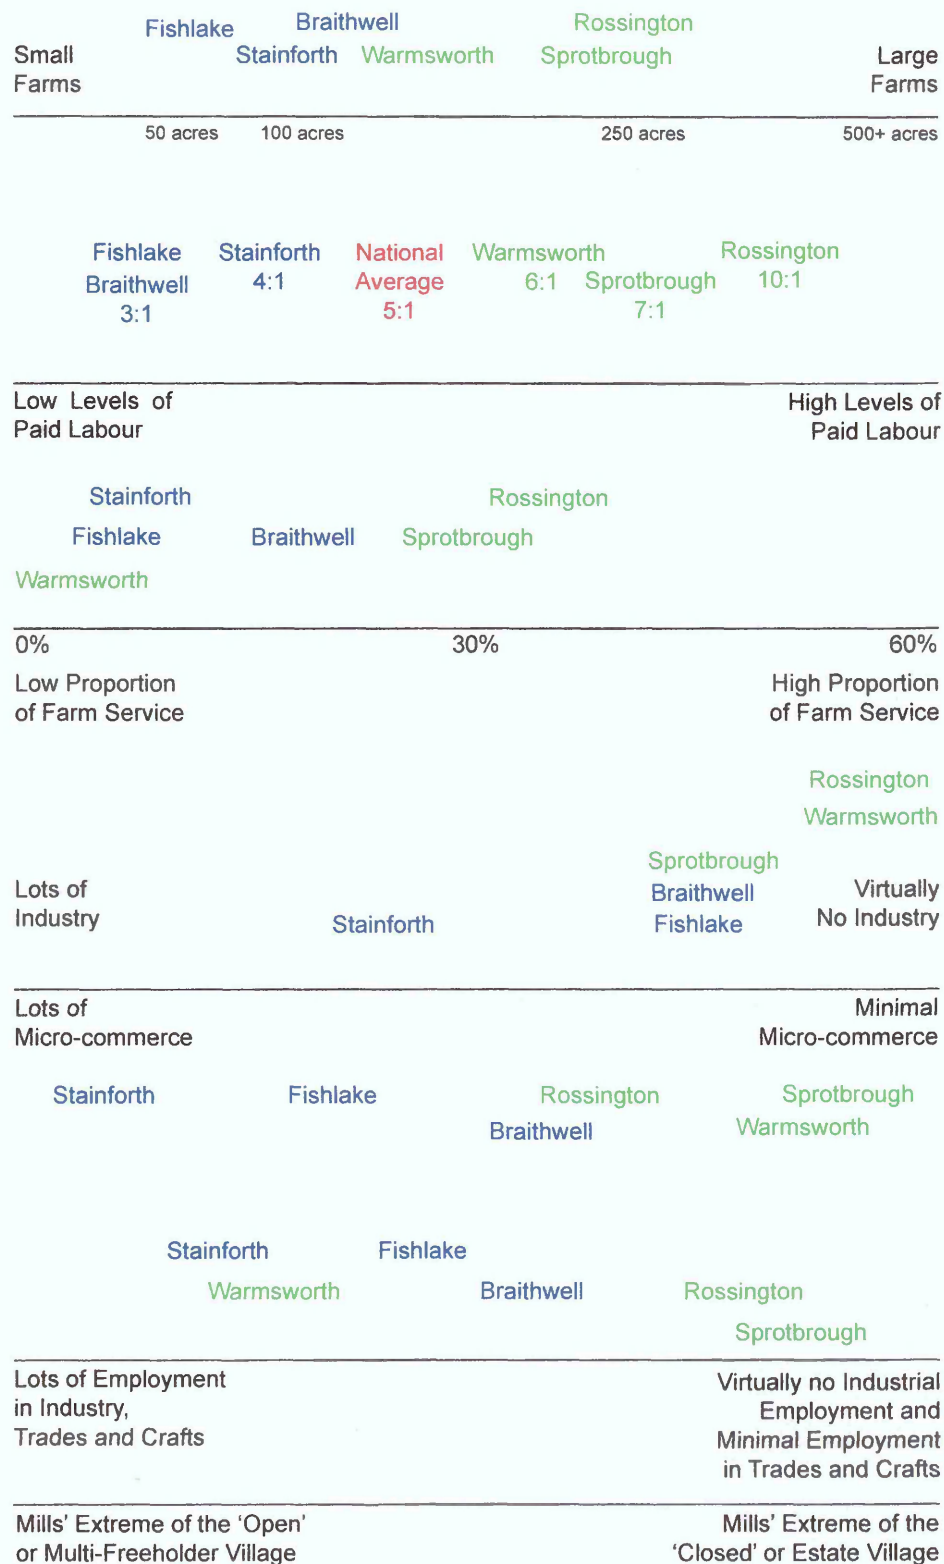 Fishlake Braithwell Rossington
Small Stainforth Warmsworth Sprotbrough Large
Farms Farms
50 acres 100 acres 250 acres 500+ acres
Fishlake Stainforth National Warmsworth Rossington
Braithwell 4:1 Average 6:1 Sprotbrough 10:1
3:1 5:1 7:1
Low Levels of High Levels of
Paid Labour Paid Labour
Stainforth Rossington
Fishlake Braithwell Sprotbrough
Warmsworth
0% 30% 60%
Low Proportion High Proportion
of Farm Service of Farm Service
Rossington
Warmsworth
Sprotbrough
Lots of Braithwell Virtually
Industry Stainforth Fishlake No Industry
Lots of Minimal
Micro-commerce Micro-commerce
Stainforth Fishlake Rossington Sprotbrough
Braithwell Warmsworth
Stainforth Fishlake
Warmsworth Braithwell Rossington
Sprotbrough
Lots of Employment Virtually no Industrial
in Industry, Employment and
Trades and Crafts Minimal Employment
in Trades and Crafts
Mills' Extreme of the 'Open' Mills' Extreme of the
or Multi-Freeholder Village 'Closed' or Estate Village